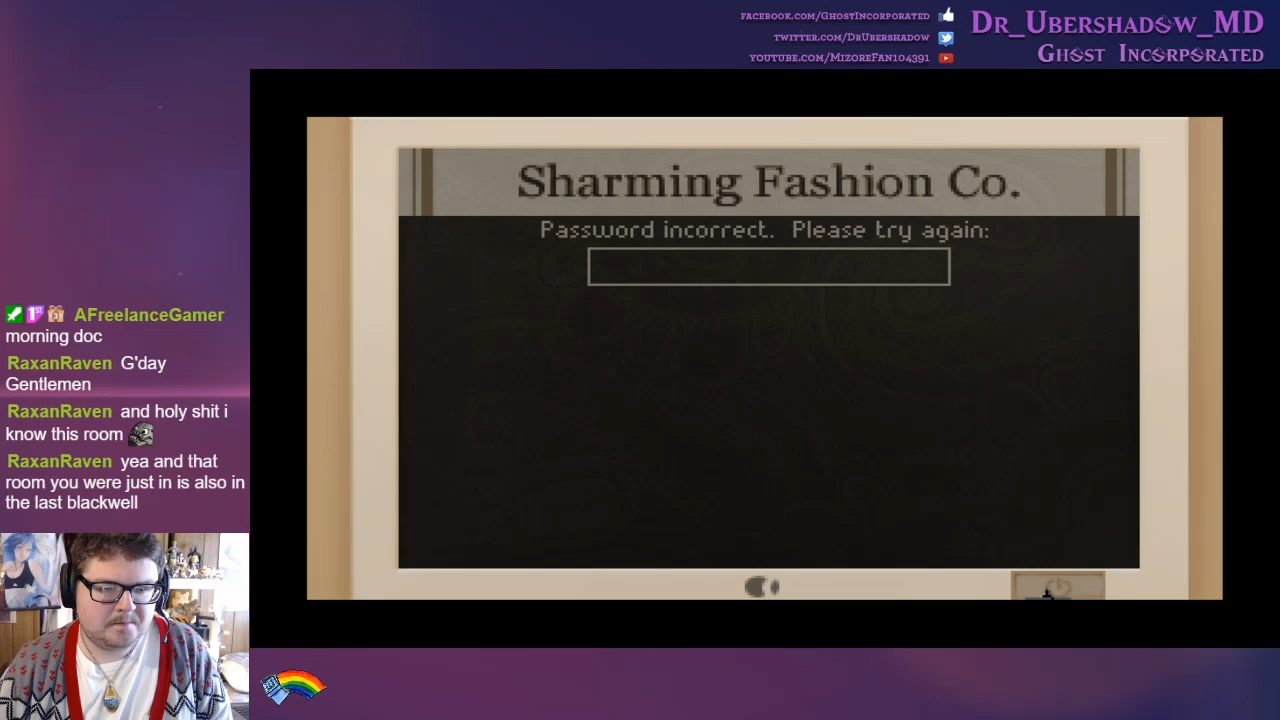 facebook.com/GhostIncorporated
twitter.com/DrUbershadow
youtube.com/MizoreFan104391
Dr_Ubershadow_MD
Ghost Incorporated
Sharming Fashion Co.
Password incorrect. Please try again:
AFreelanceGamer
morning doc
RaxanRaven G'day
Gentlemen
RaxanRaven and holy shit i
know this room
RaxanRaven yea and that
room you were just in is also in
the last blackwell